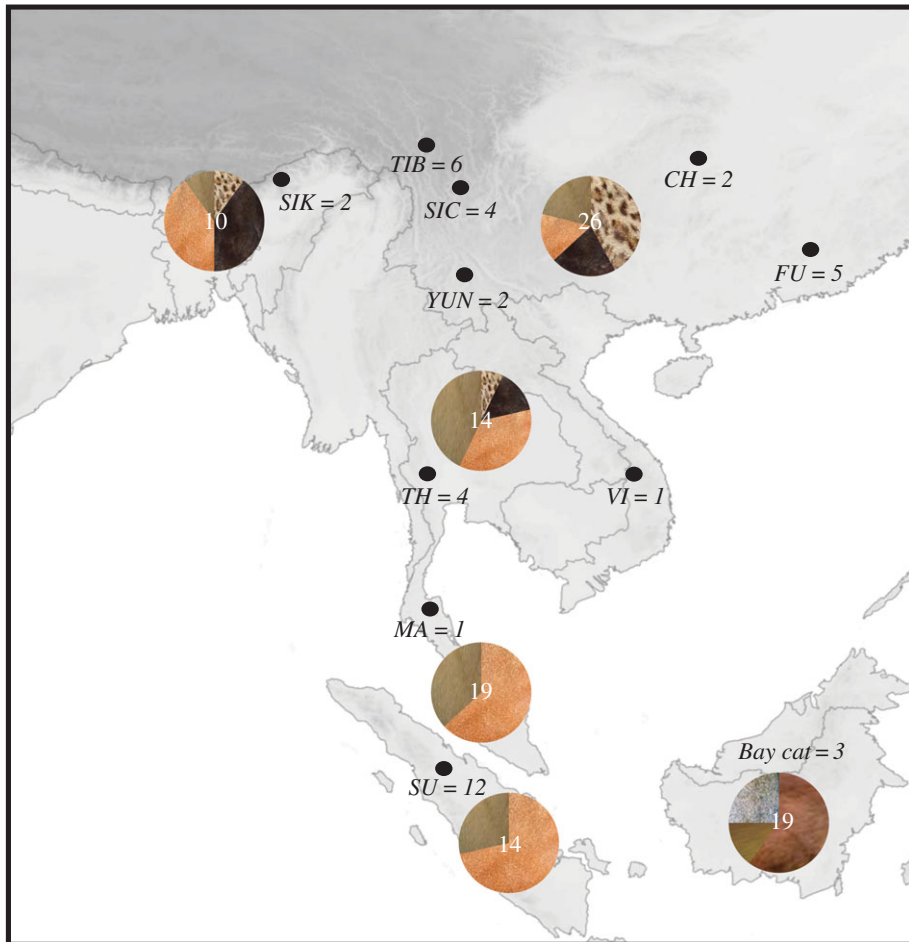 TIB = 6
CH = 2
SIK = 2
SIC = 4
10
26
FU = 5
YUN = 2
14
TH = 4
VI = 1
MA = 1
19
Bay cat = 3
SU = 12
19
14